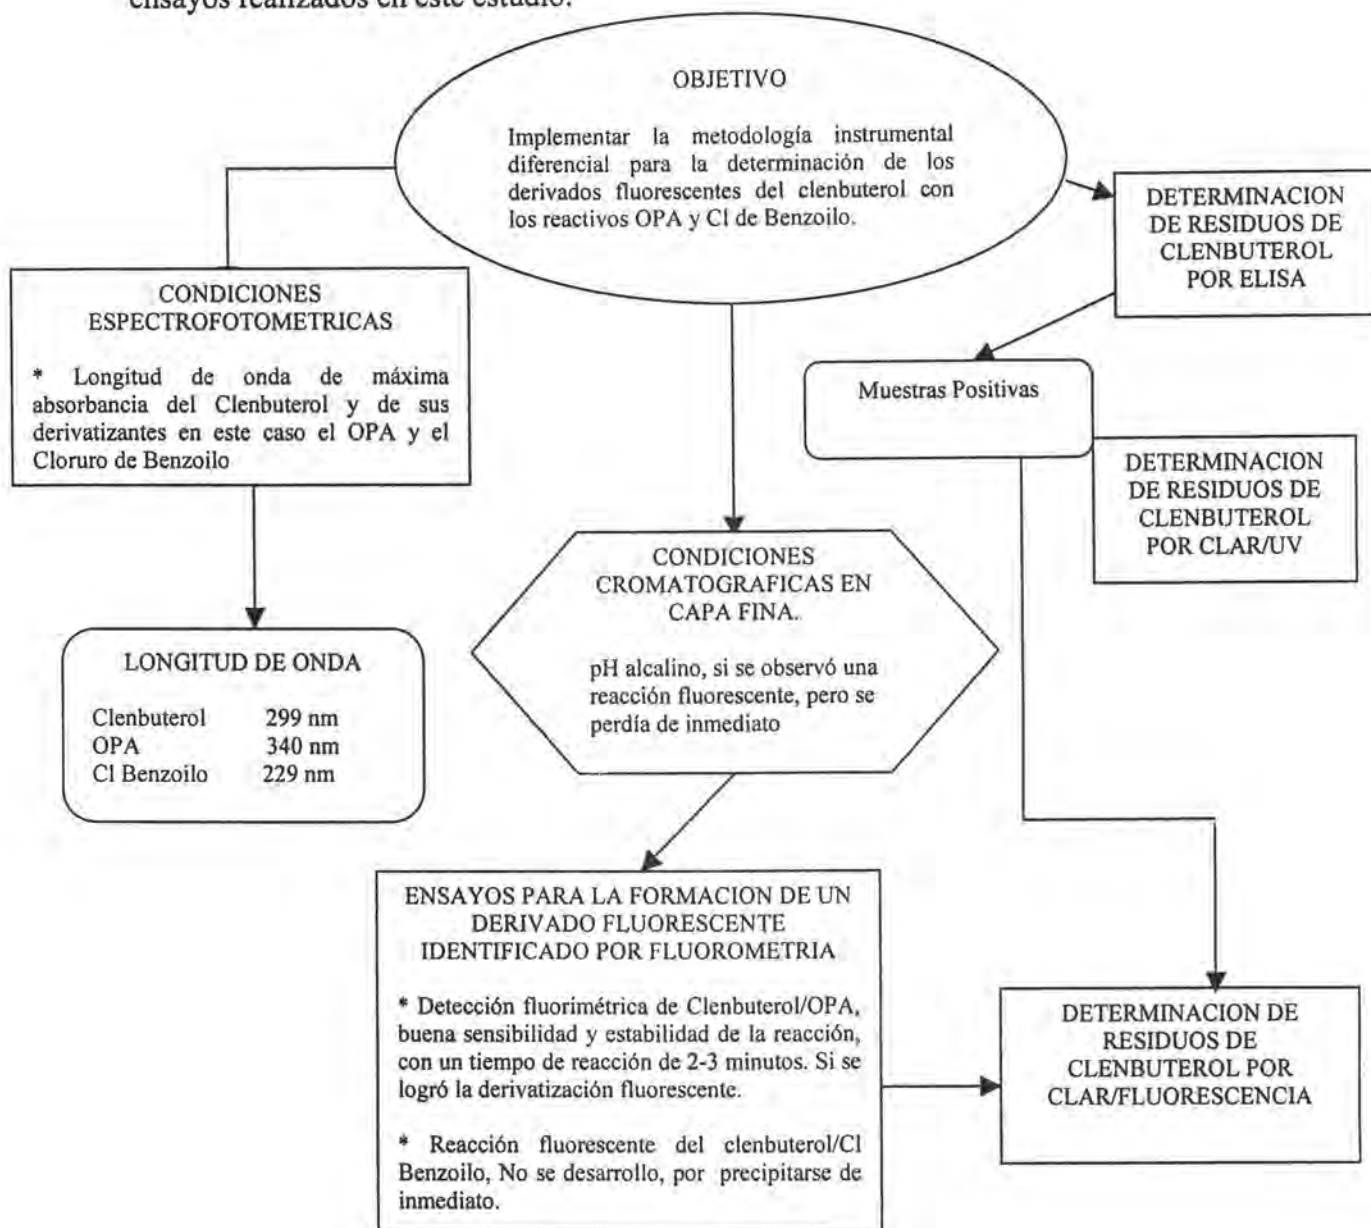 ensayos realizados en este estudio.
OBJETIVO
Implementar la metodología instrumental
diferencial para la determinación de los
derivados fluorescentes del clenbuterol con
los reactivos OPA y Cl de Benzoilo.
DETERMINACION
DE RESIDUOS DE
CLENBUTEROL
POR ELISA
CONDICIONES
ESPECTROFOTOMETRICAS
* Longitud de onda de máxima
absorbancia del Clenbuterol y de sus
derivatizantes en este caso el OPA y el
Cloruro de Benzoilo
Muestras Positivas
DETERMINACION
DE RESIDUOS DE
CLENBUTEROL
POR CLAR/UV
CONDICIONES
CROMATOGRAFICAS EN
CAPA FINA.
pH alcalino, si se observó una
reacción fluorescente, pero se
perdía de inmediato
LONGITUD DE ONDA
Clenbuterol 299 nm
OPA 340 nm
Cl Benzoilo 229 nm
ENSAYOS PARA LA FORMACION DE UN
DERIVADO FLUORESCENTE
IDENTIFICADO POR FLUOROMETRIA
* Detección fluorimétrica de Clenbuterol/OPA,
buena sensibilidad y estabilidad de la reacción,
con un tiempo de reacción de 2-3 minutos. Si se
logró la derivatización fluorescente.
* Reacción fluorescente del clenbuterol/Cl
Benzoilo, No se desarrollo, por precipitarse de
inmediato.
DETERMINACION DE
RESIDUOS DE
CLENBUTEROL POR
CLAR/FLUORESCENCIA